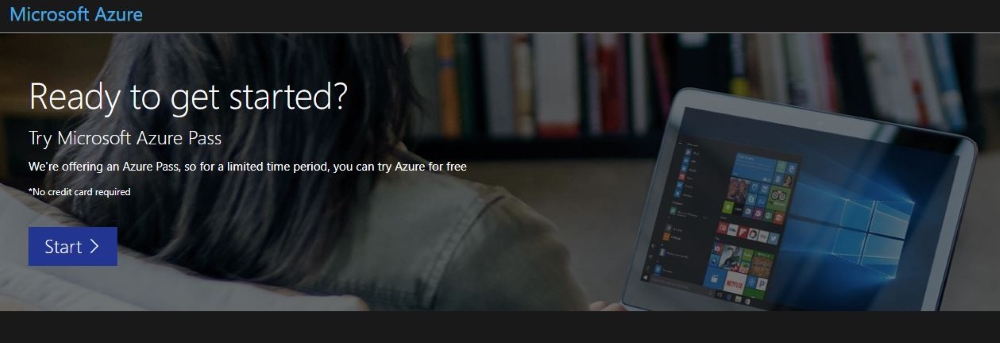 Microsoft Azure
Ready to get started?
Try Microsoft Azure Pass
We're offering an Azure Pass, so for a limited time period, you can try Azure for free
*No credit card required
Start >